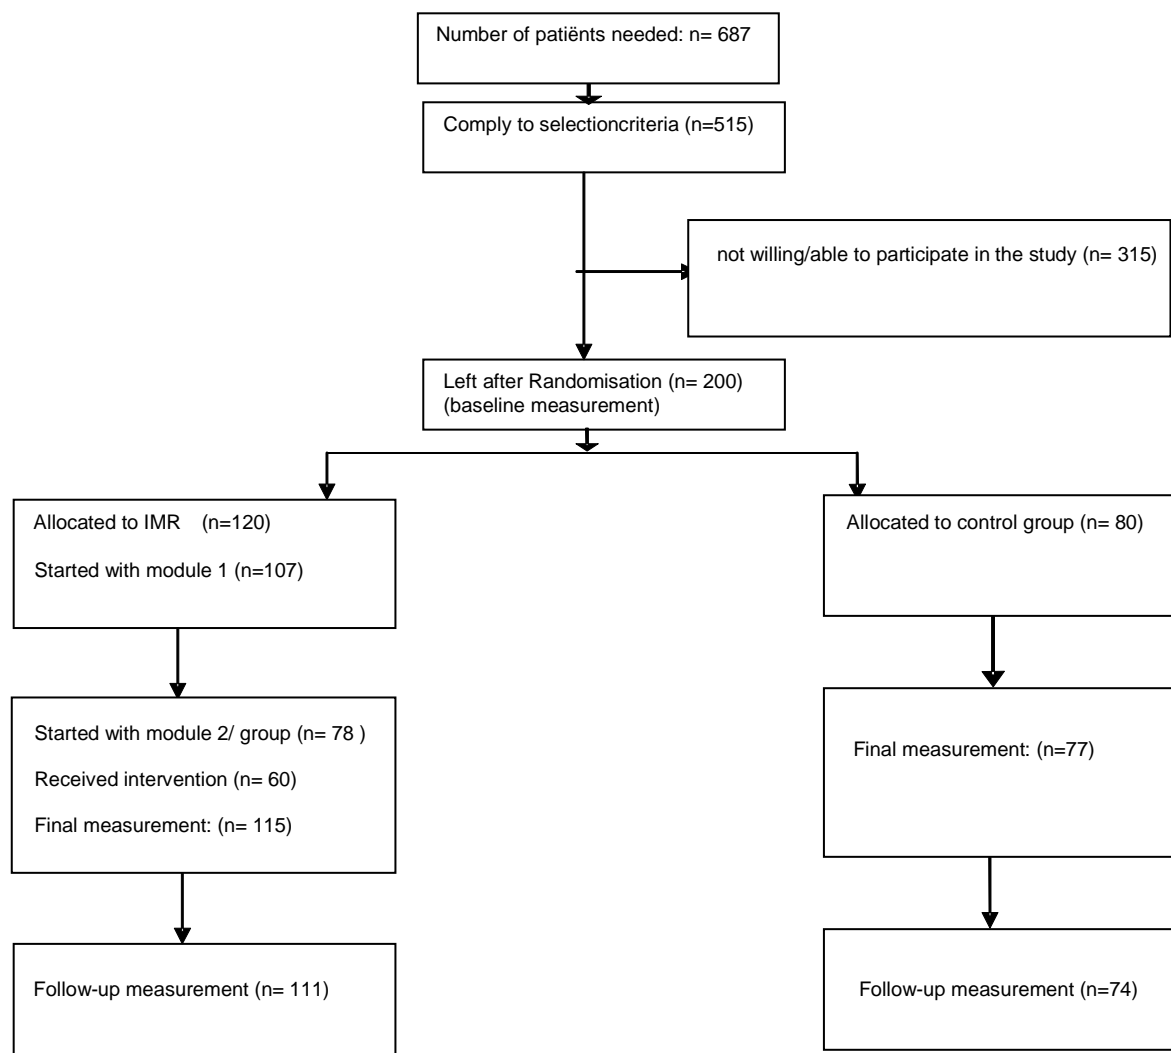 Number of patiënts needed: n= 687
Comply to selectioncriteria (n=515)
not willing/able to participate in the study (n= 315)
Left after Randomisation (n= 200)
(baseline measurement)
Allocated to IMR (n=120)
Started with module 1 (n=107)
Allocated to control group (n= 80)
Started with module 2/ group (n= 78 )
Received intervention (n= 60)
Final measurement: (n= 115)
Final measurement: (n=77)
Follow-up measurement (n= 111)
Follow-up measurement (n=74)